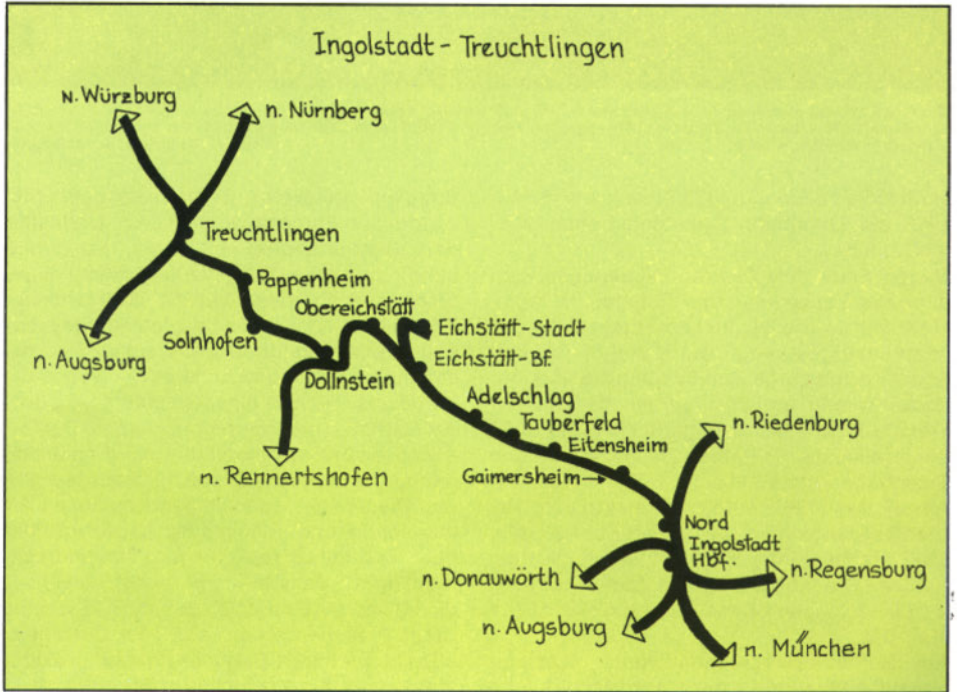 Ingolstadt - Treuchtlingen
N. Würzburg
n. Nürnberg
Treuchtlingen
Pappenheim
Obereichstätt
Solnhofen
Eichstätt-Stadt
n. Augsburg
Eichstätt-Bf.
Dollnstein
Adelschlag
Tauberfeld
n. Riedenburg
Eitensheim
n. Rennertshofen
Gaimersheim
Nord
Ingolstadt
Hbf.
n. Donauwörth
n. Regensburg
n. Augsburg
n. München